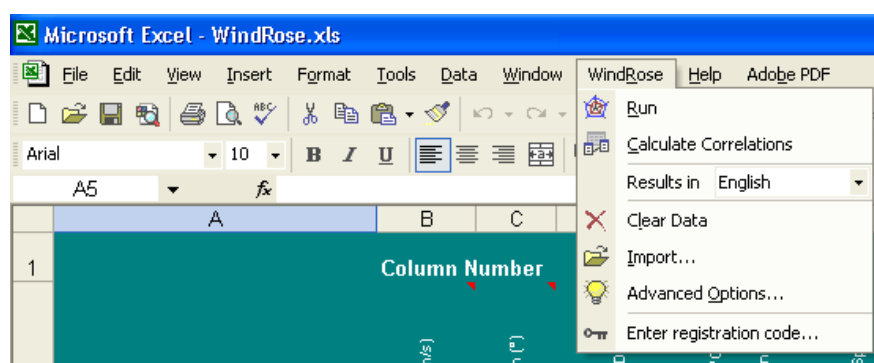 Microsoft Excel - WindRose.xls
File Edit View Insert Format Tools Data Window WindRose Help Adobe PDF
ABC
Run
Calculate Correlations
Arial 10 B I U a
Results in English
A5 fx
Clear Data
A B C
Import...
1 Column Number
Advanced Options...
Enter registration code...